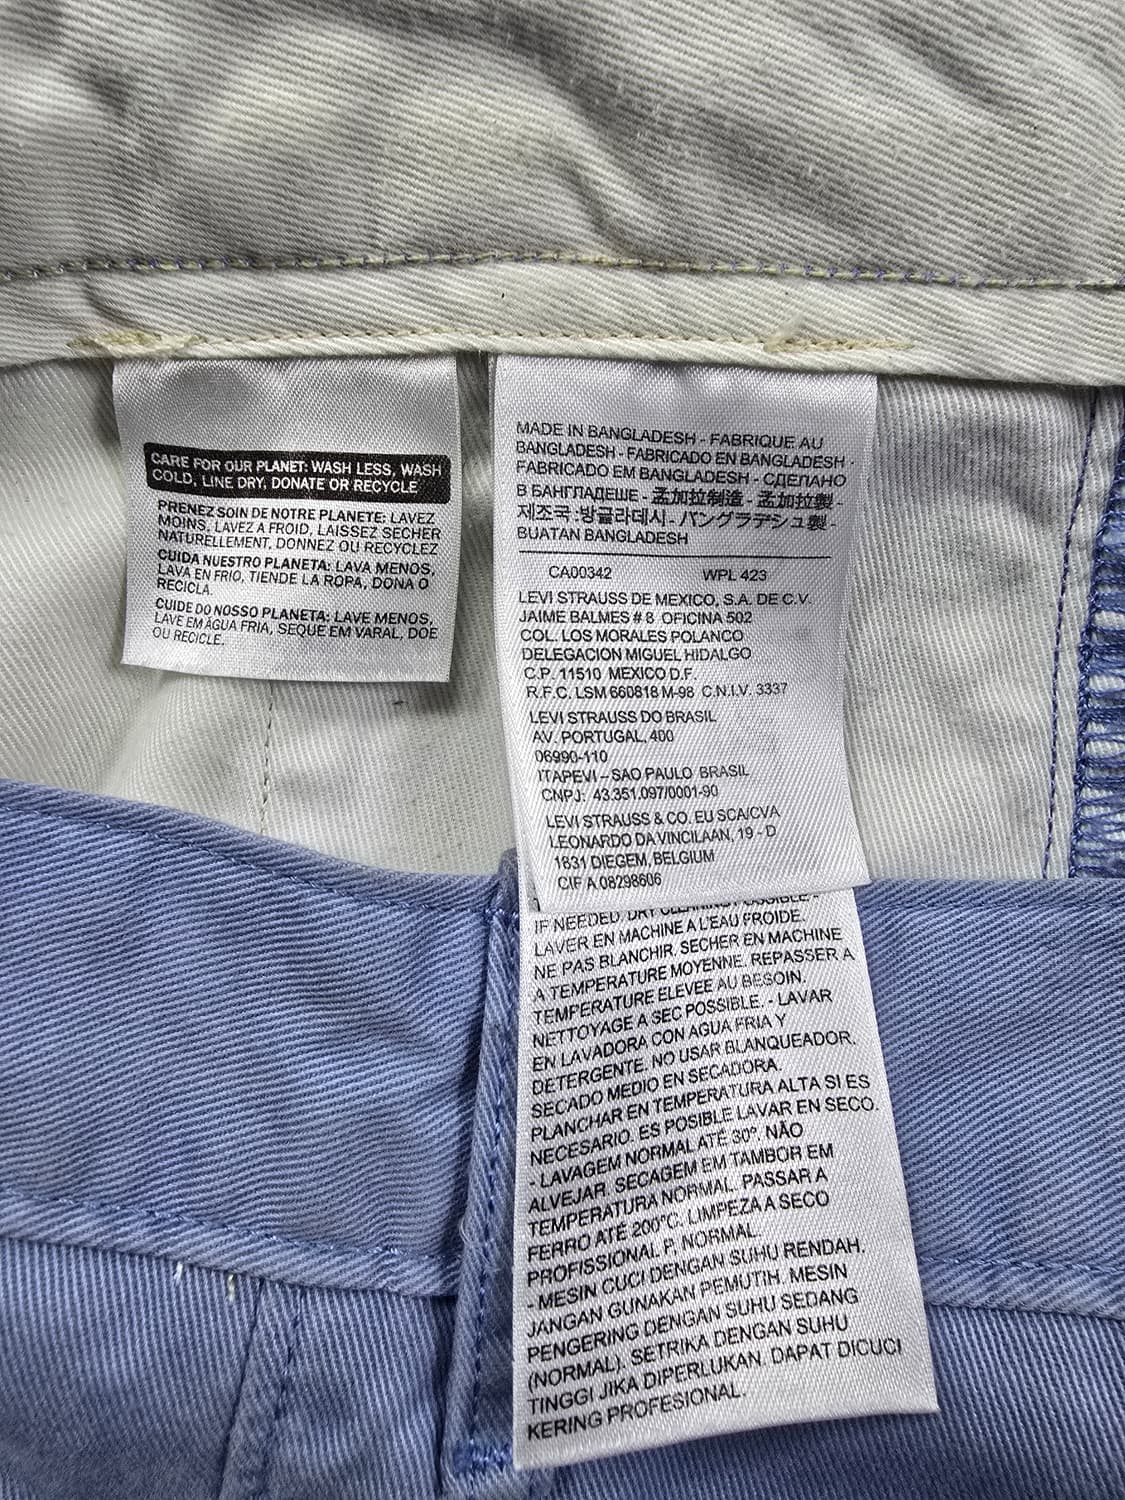 CARE FOR OUR PLANET: WASH LESS, WASH
COLD, LINE DRY, DONATE OR RECYCLE
PRENEZ SOIN DE NOTRE PLANETE: LAVEZ
MOINS, LAVEZ A FROID, LAISSEZ SECHER
NATURELLEMENT, DONNEZ OU RECYCLEZ
CUIDA NUESTRO PLANETA: LAVA MENOS,
LAVA EN FRIO, TIENDE LA ROPA, DONA O
RECICLA.
CUIDE DO NOSSO PLANETA: LAVE MENOS,
LAVE EM ÁGUA FRIA, SEQUE EM VARAL, DOE
OU RECICLE.
MADE IN BANGLADESH - FABRIQUE AU
BANGLADESH - FABRICADO EN BANGLADESH -
FABRICADO EM BANGLADESH - СДЕЛАНО
В БАНГЛАДЕШЕ - 孟加拉制造 - 孟加拉製 -
제조국 :방글라데시 - バングラデシュ製 -
BUATAN BANGLADESH
CA00342 WPL 423
LEVI STRAUSS DE MEXICO, S.A. DE C.V.
JAIME BALMES # 8 OFICINA 502
COL. LOS MORALES POLANCO
DELEGACION MIGUEL HIDALGO
C.P. 11510 MEXICO D.F.
R.F.C. LSM 660818 M-98 C.N.I.V. 3337
LEVI STRAUSS DO BRASIL
AV. PORTUGAL, 400
06990-110
ITAPEVI – SAO PAULO BRASIL
CNPJ: 43.351.097/0001-90
LEVI STRAUSS & CO. EU SCA/CVA
LEONARDO DA VINCILAAN, 19 - D
1831 DIEGEM, BELGIUM
CIF A 08298606
IF NEEDED. DRY CLEANING POSSIBLE -
LAVER EN MACHINE A L'EAU FROIDE.
NE PAS BLANCHIR. SECHER EN MACHINE
A TEMPERATURE MOYENNE. REPASSER A
TEMPERATURE ELEVEE AU BESOIN.
NETTOYAGE A SEC POSSIBLE. - LAVAR
EN LAVADORA CON AGUA FRIA Y
DETERGENTE. NO USAR BLANQUEADOR.
SECADO MEDIO EN SECADORA.
PLANCHAR EN TEMPERATURA ALTA SI ES
NECESARIO. ES POSIBLE LAVAR EN SECO.
- LAVAGEM NORMAL ATÉ 30°. NÃO
ALVEJAR. SECAGEM EM TAMBOR EM
TEMPERATURA NORMAL. PASSAR A
FERRO ATÉ 200°C. LIMPEZA A SECO
PROFISSIONAL P, NORMAL.
- MESIN CUCI DENGAN SUHU RENDAH.
JANGAN GUNAKAN PEMUTIH. MESIN
PENGERING DENGAN SUHU SEDANG
(NORMAL). SETRIKA DENGAN SUHU
TINGGI JIKA DIPERLUKAN. DAPAT DICUCI
KERING PROFESIONAL.